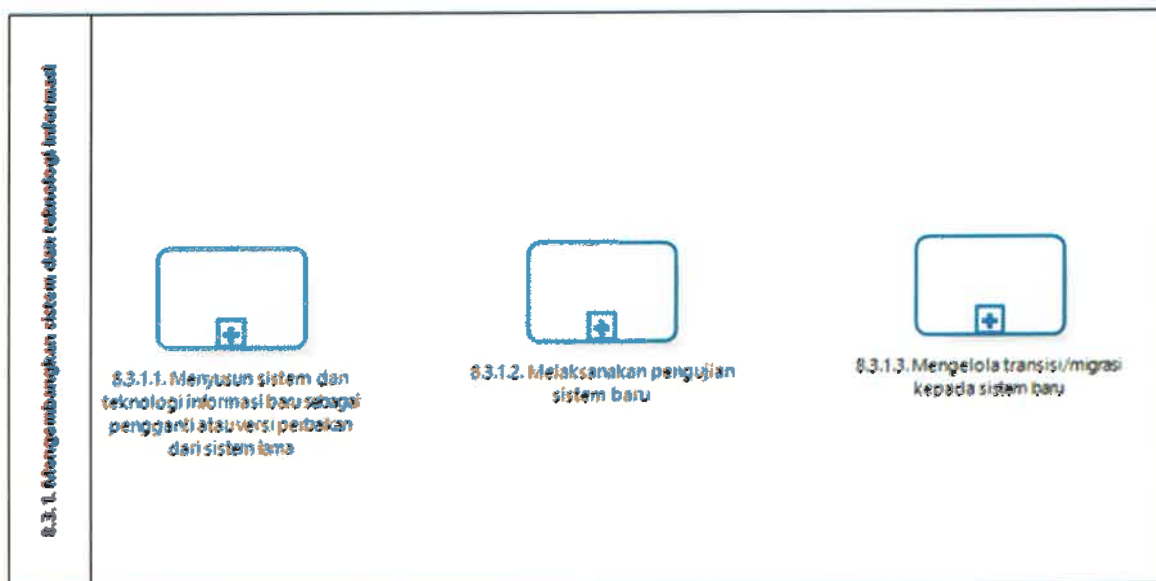 8.3.1. Mengembangkan sistem dan teknologi informasi
8.3.1.1. Menyusun sistem dan
teknologi informasi baru sebagai
pengganti atau versi perbaikan
dari sistem lama
8.3.1.2. Melaksanakan pengujian
sistem baru
8.3.1.3. Mengelola transisi/migrasi
kepada sistem baru